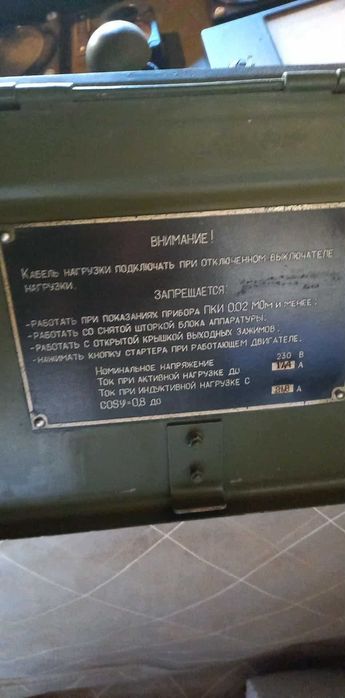 ВНИМАНИЕ!
КАБЕЛЬ НАГРУЗКИ ПОДКЛЮЧАТЬ ПРИ ОТКЛЮЧЕННОМ ВЫКЛЮЧАТЕЛЕ
НАГРУЗКИ.
ЗАПРЕЩАЕТСЯ:
-РАБОТАТЬ ПРИ ПОКАЗАНИЯХ ПРИБОРА ПКИ 0,02 МОм И МЕНЕЕ;
-РАБОТАТЬ СО СНЯТОЙ ШТОРКОЙ БЛОКА АППАРАТУРЫ.
-РАБОТАТЬ С ОТКРЫТОЙ КРЫШКОЙ ВЫХОДНЫХ ЗАЖИМОВ.
-НАЖИМАТЬ КНОПКУ СТАРТЕРА ПРИ РАБОТАЮЩЕМ ДВИГАТЕЛЕ.
НОМИНАЛЬНОЕ НАПРЯЖЕНИЕ 230 В
ТОК ПРИ АКТИВНОЙ НАГРУЗКЕ ДО 17,4 А
ТОК ПРИ ИНДУКТИВНОЙ НАГРУЗКЕ С
COSφ=0,8 ДО А